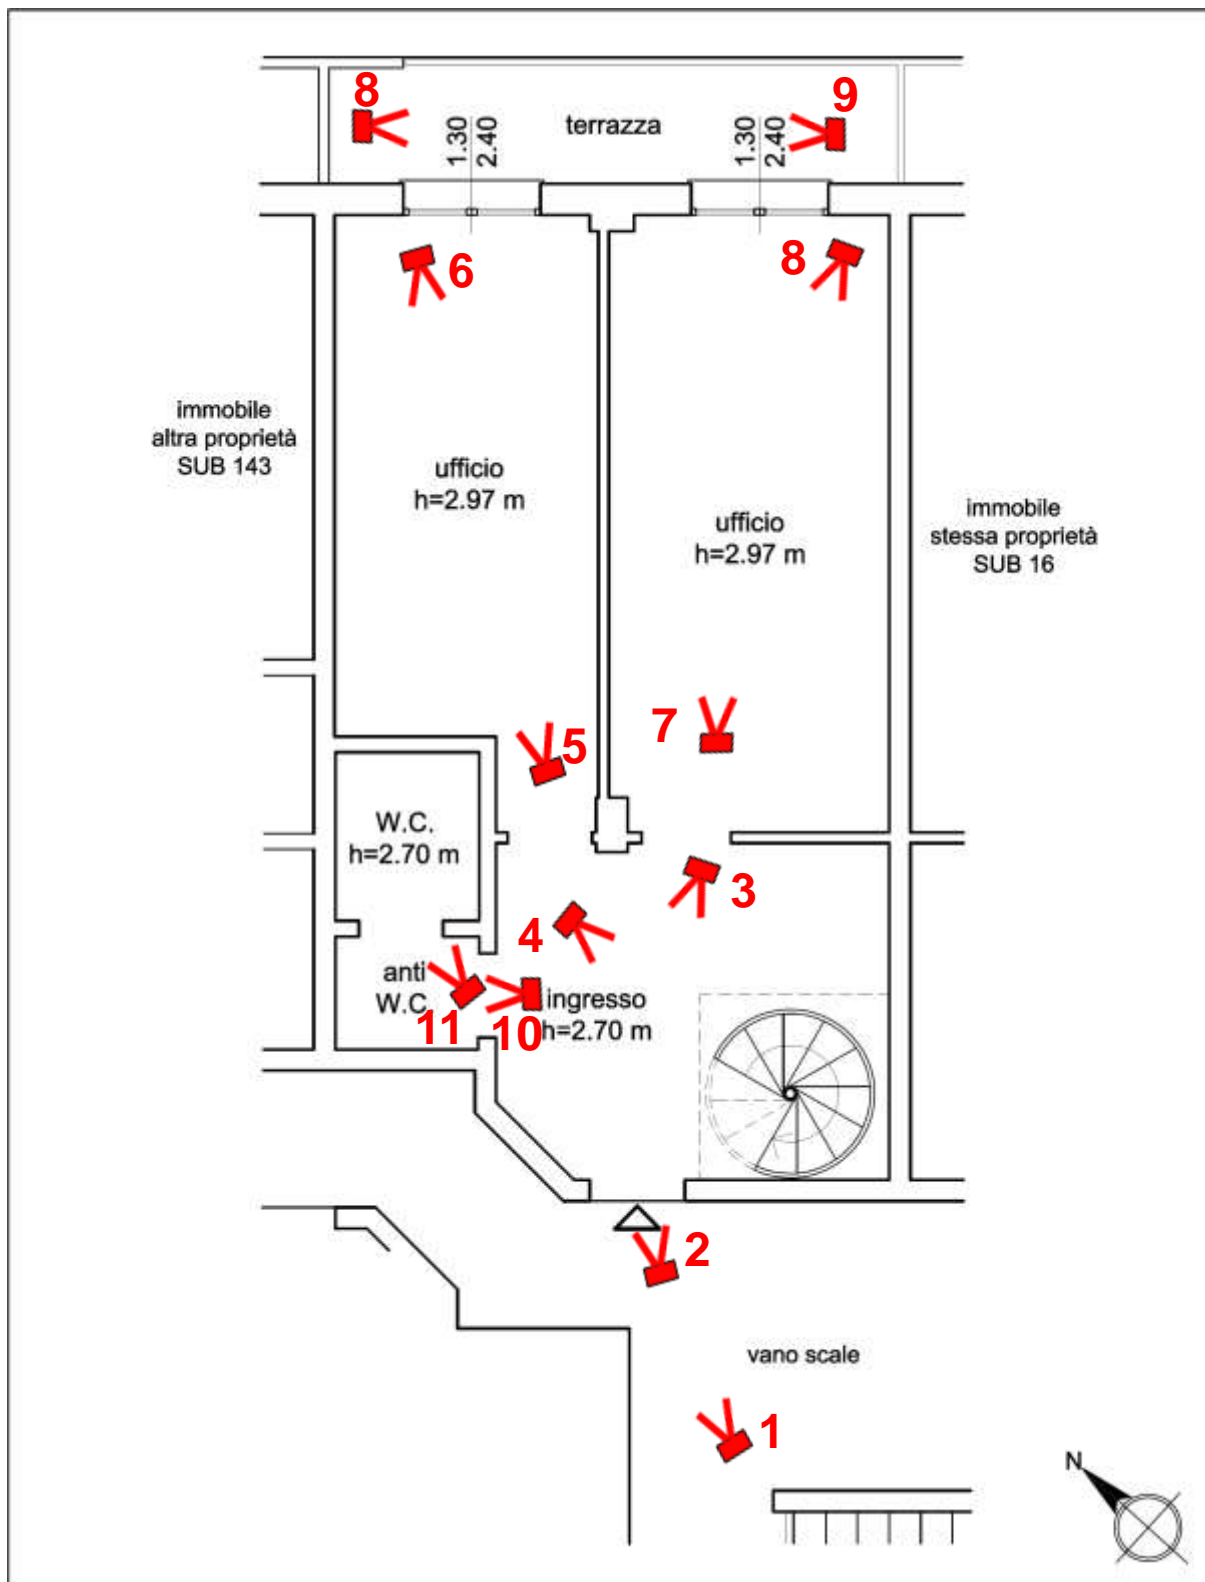 8
9
terrazza
1.30
2.40
1.30
2.40
6
8
immobile
altra proprietà
SUB 143
ufficio
h=2.97 m
ufficio
h=2.97 m
immobile
stessa proprietà
SUB 16
5
7
W.C.
h=2.70 m
3
4
anti
W.C.
11
10
ingresso
h=2.70 m
2
vano scale
1
N